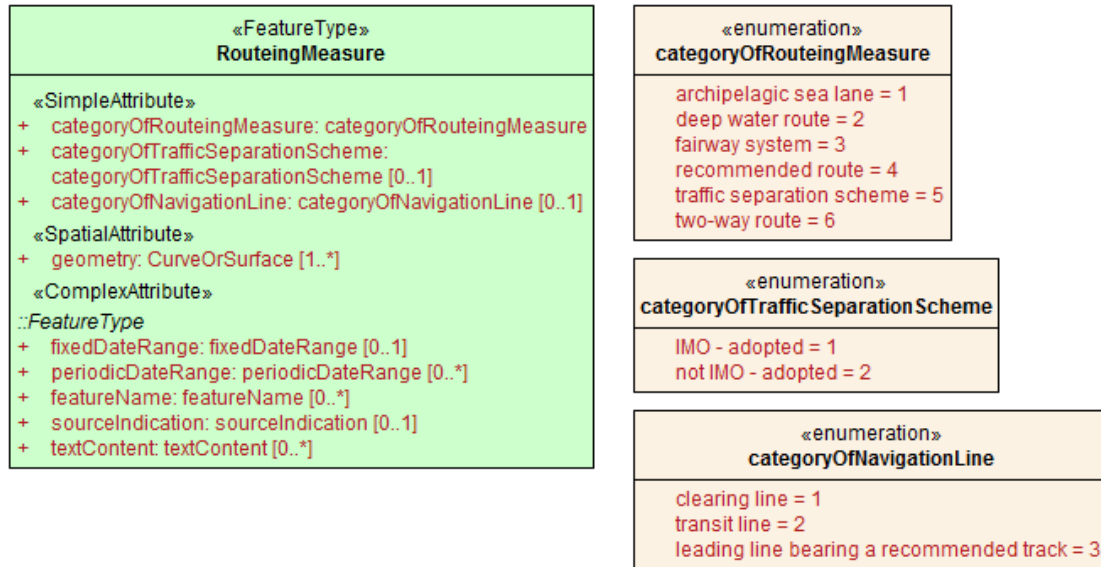 «FeatureType»
RouteingMeasure
«SimpleAttribute»
+ categoryOfRouteingMeasure: categoryOfRouteingMeasure
+ categoryOfTrafficSeparationScheme:
categoryOfTrafficSeparationScheme [0..1]
+ categoryOfNavigationLine: categoryOfNavigationLine [0..1]
«SpatialAttribute»
+ geometry: CurveOrSurface [1..*]
«ComplexAttribute»
::FeatureType
+ fixedDateRange: fixedDateRange [0..1]
+ periodicDateRange: periodicDateRange [0..*]
+ featureName: featureName [0..*]
+ sourceIndication: sourceIndication [0..1]
+ textContent: textContent [0..*]
«enumeration»
categoryOfRouteingMeasure
archipelagic sea lane = 1
deep water route = 2
fairway system = 3
recommended route = 4
traffic separation scheme = 5
two-way route = 6
«enumeration»
categoryOfTrafficSeparationScheme
IMO - adopted = 1
not IMO - adopted = 2
«enumeration»
categoryOfNavigationLine
clearing line = 1
transit line = 2
leading line bearing a recommended track = 3